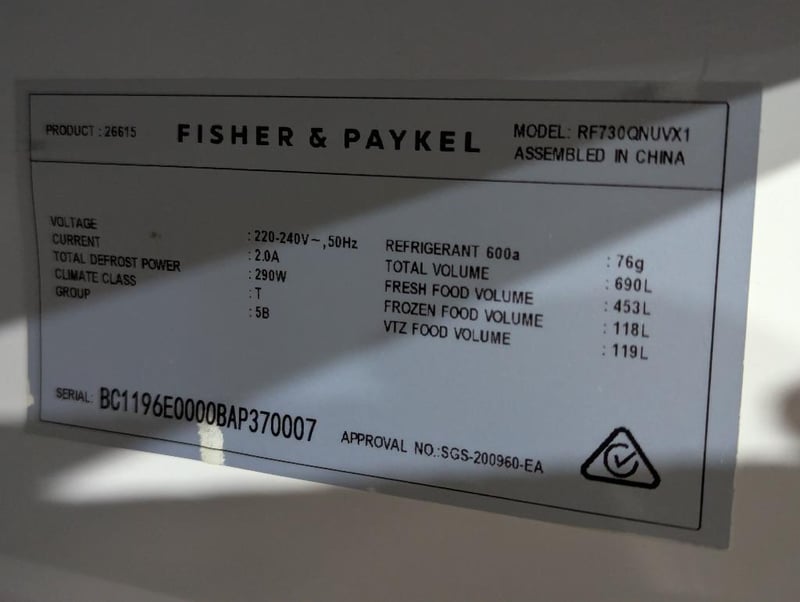 PRODUCT : 26615
FISHER & PAYKEL
MODEL: RF730QNUVX1
ASSEMBLED IN CHINA
VOLTAGE : 220-240V~,50Hz
CURRENT : 2.0A
TOTAL DEFROST POWER : 290W
CLIMATE CLASS : T
GROUP : 5B
REFRIGERANT 600a : 76g
TOTAL VOLUME : 690L
FRESH FOOD VOLUME : 453L
FROZEN FOOD VOLUME : 118L
VTZ FOOD VOLUME : 119L
SERIAL: BC1196E0000BAP370007
APPROVAL NO.:SGS-200960-EA